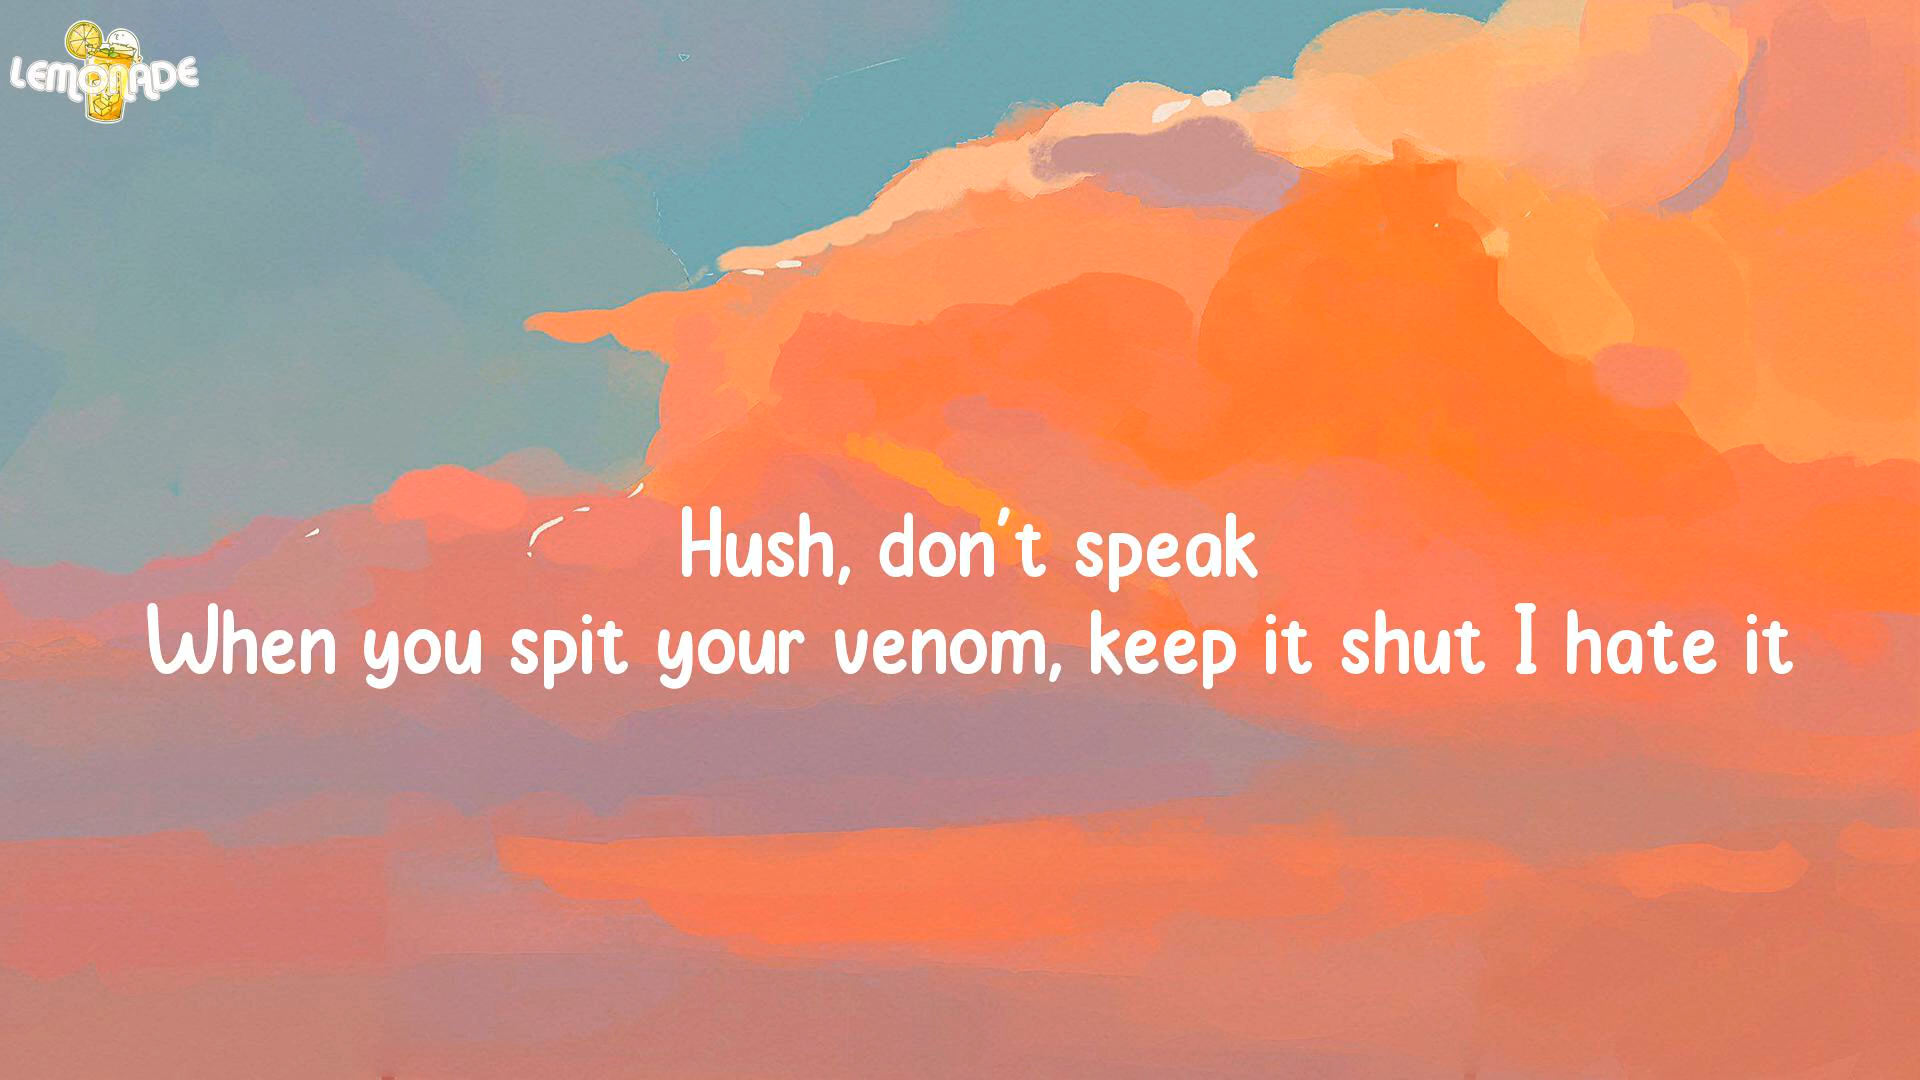 LEMONADE
Hush, don't speak
When you spit your venom, keep it shut I hate it